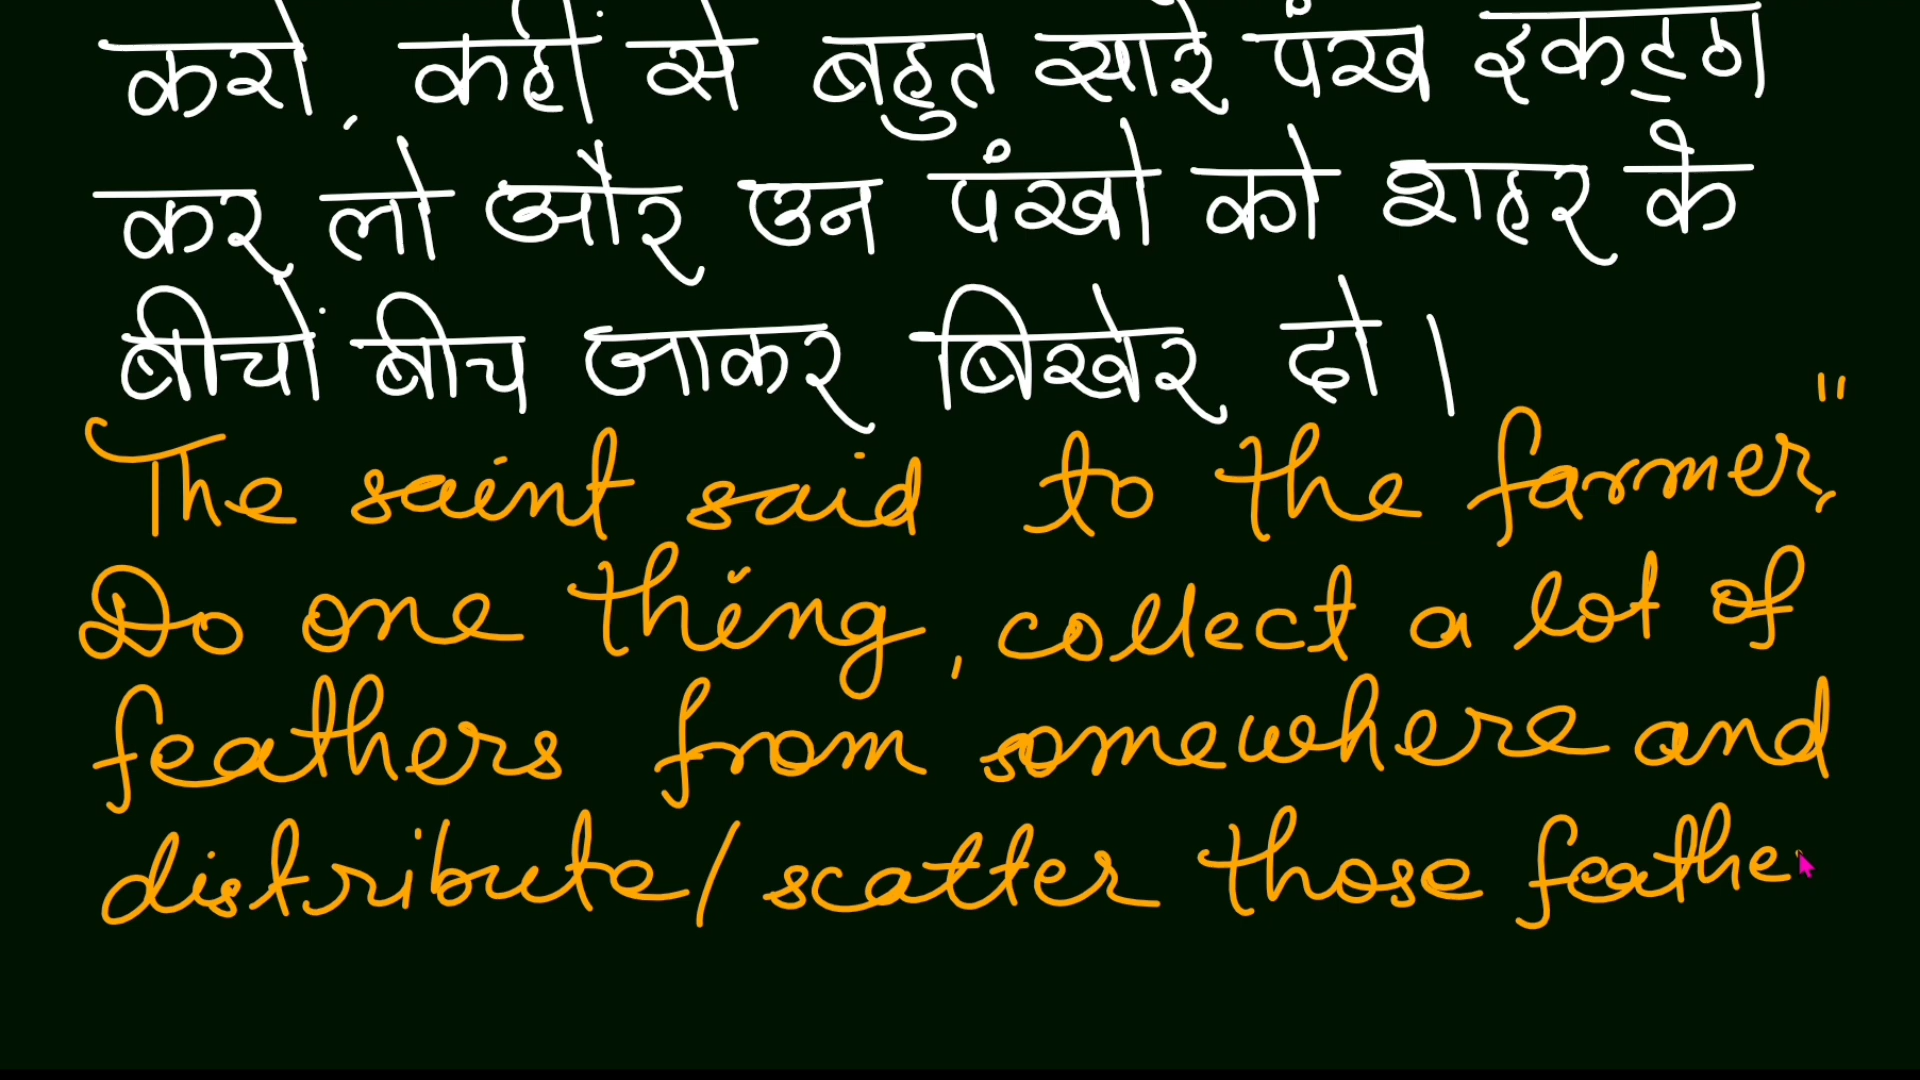 करो, कहीं से बहुत सारे पंख इकट्ठा
कर लो और उन पंखों को शहर के
बीचों बीच जाकर बिखेर दो।
The saint said to the farmer, "
Do one thing, collect a lot of
feathers from somewhere and
distribute/ scatter those feathe